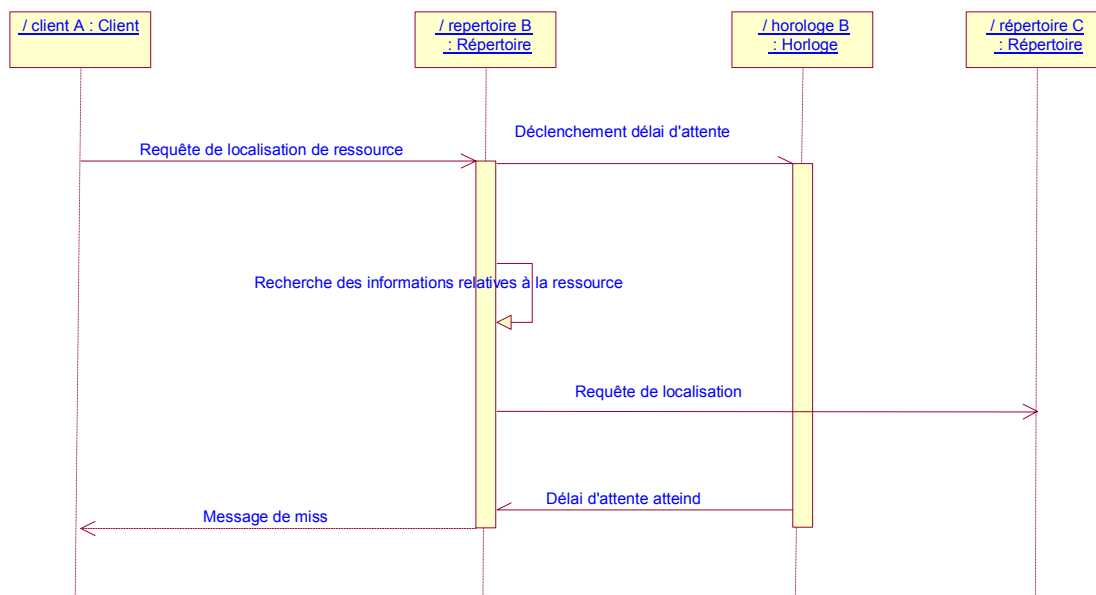 / client A : Client
/ repertoire B
: Répertoire
/ horologe B
: Horloge
/ répertoire C
: Répertoire
Déclenchement délai d'attente
Requête de localisation de ressource
Recherche des informations relatives à la ressource
Requête de localisation
Délai d'attente atteind
Message de miss